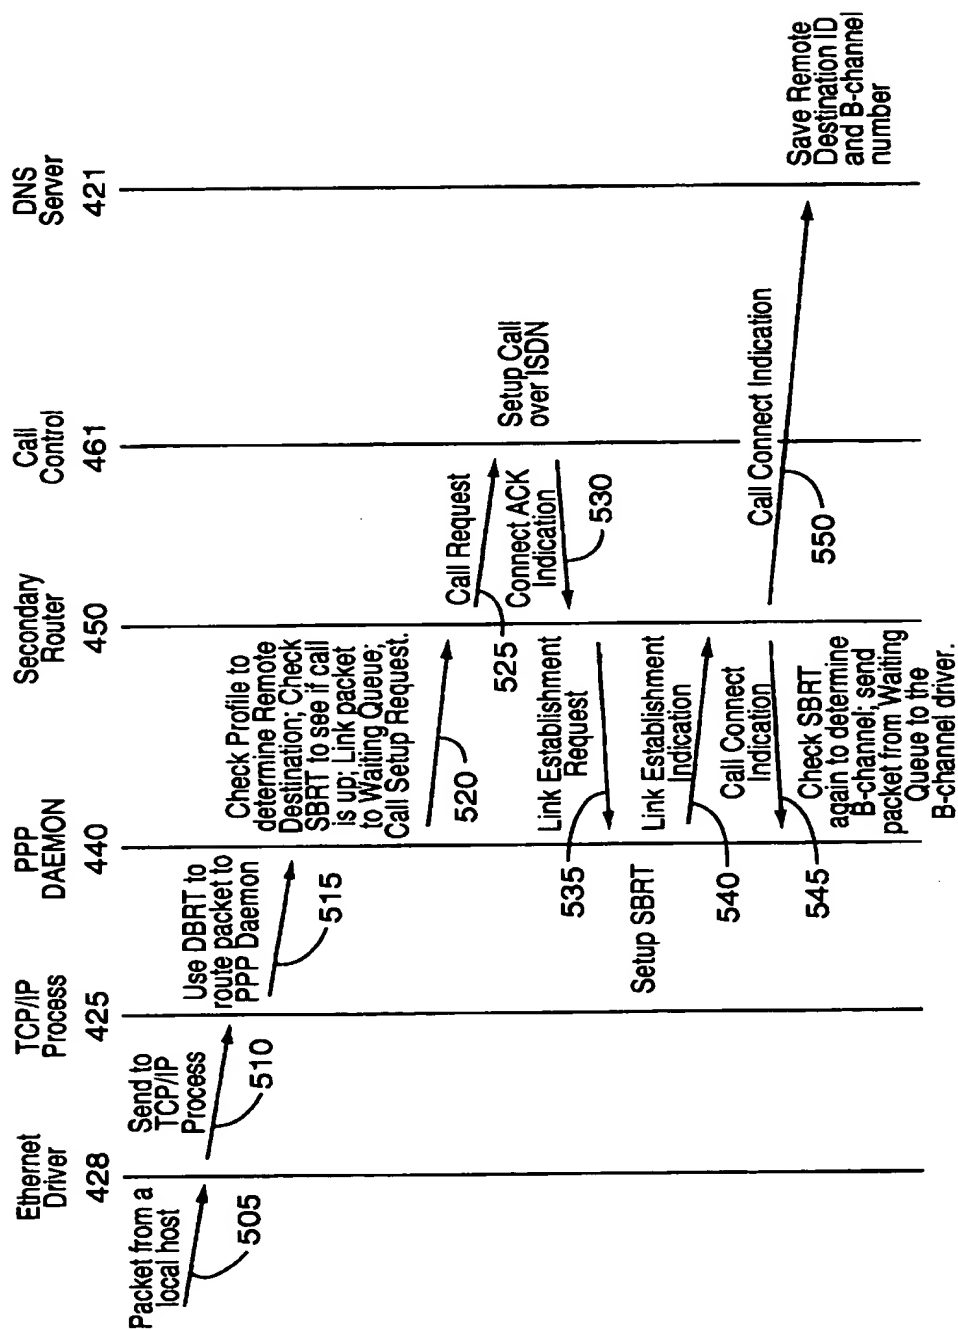 Ethernet
Driver
428
TCP/IP
Process
425
PPP
DAEMON
440
Secondary
Router
450
Call
Control
461
DNS
Server
421
Packet from a
local host
505
Send to
TCP/IP
Process
510
Use DBRT to
route packet to
PPP Daemon
515
Check Profile to
determine Remote
Destination; Check
SBRT to see if call
is up; Link packet
to Waiting Queue;
Call Setup Request.
520
Call Request
525
Setup Call
over ISDN
Connect ACK
Indication
530
Link Establishment
Request
535
Setup SBRT
Link Establishment
Indication
540
Call Connect
Indication
545
Check SBRT
again to determine
B-channel; send
packet from Waiting
Queue to the
B-channel driver.
Call Connect Indication
550
Save Remote
Destination ID
and B-channel
number